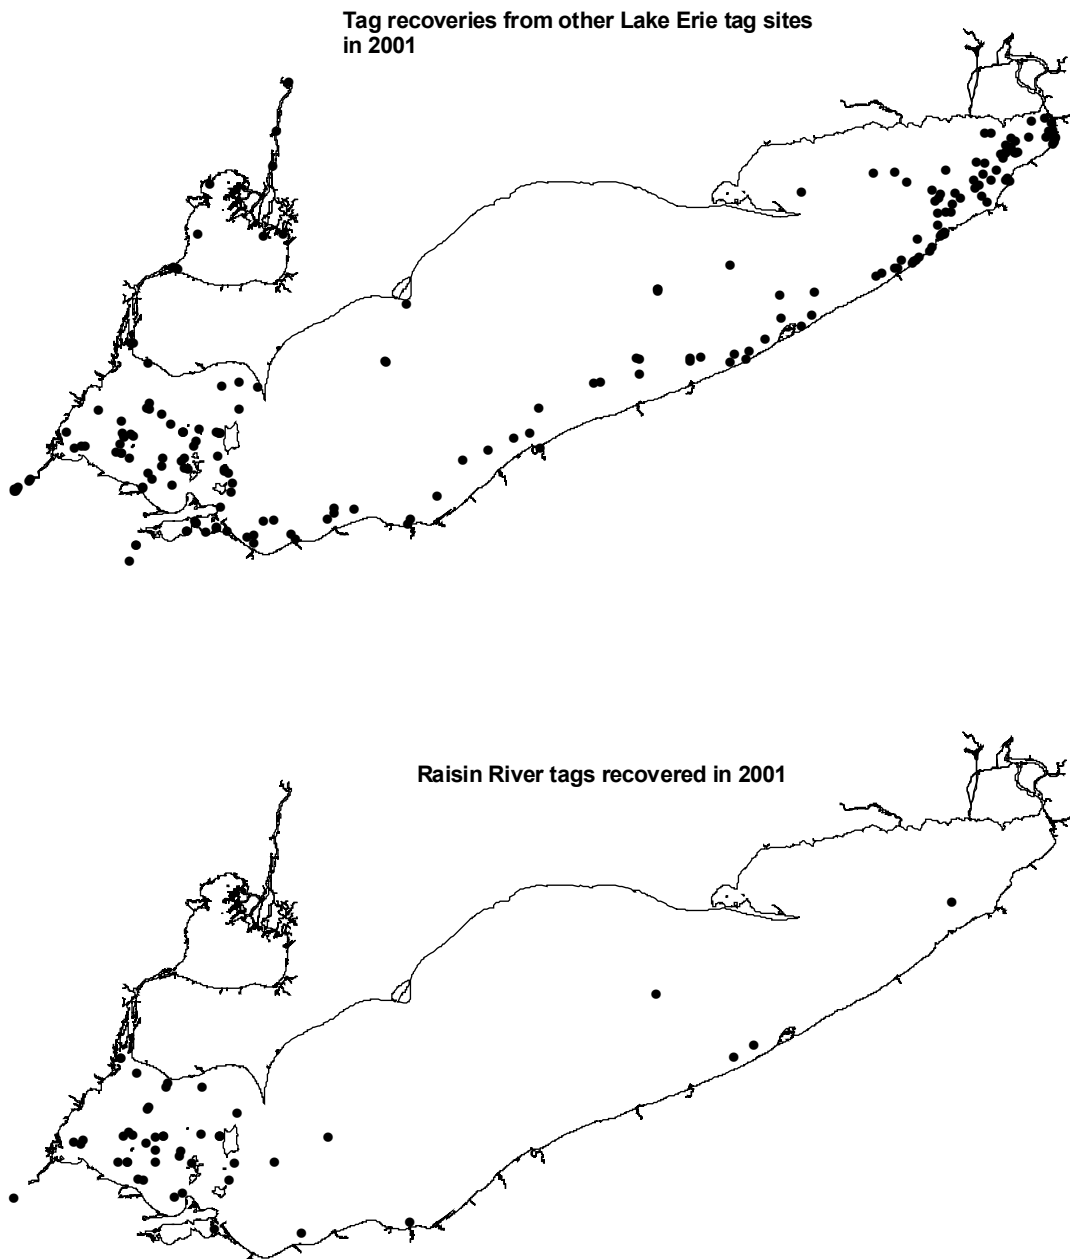 Tag recoveries from other Lake Erie tag sites
in 2001
Raisin River tags recovered in 2001